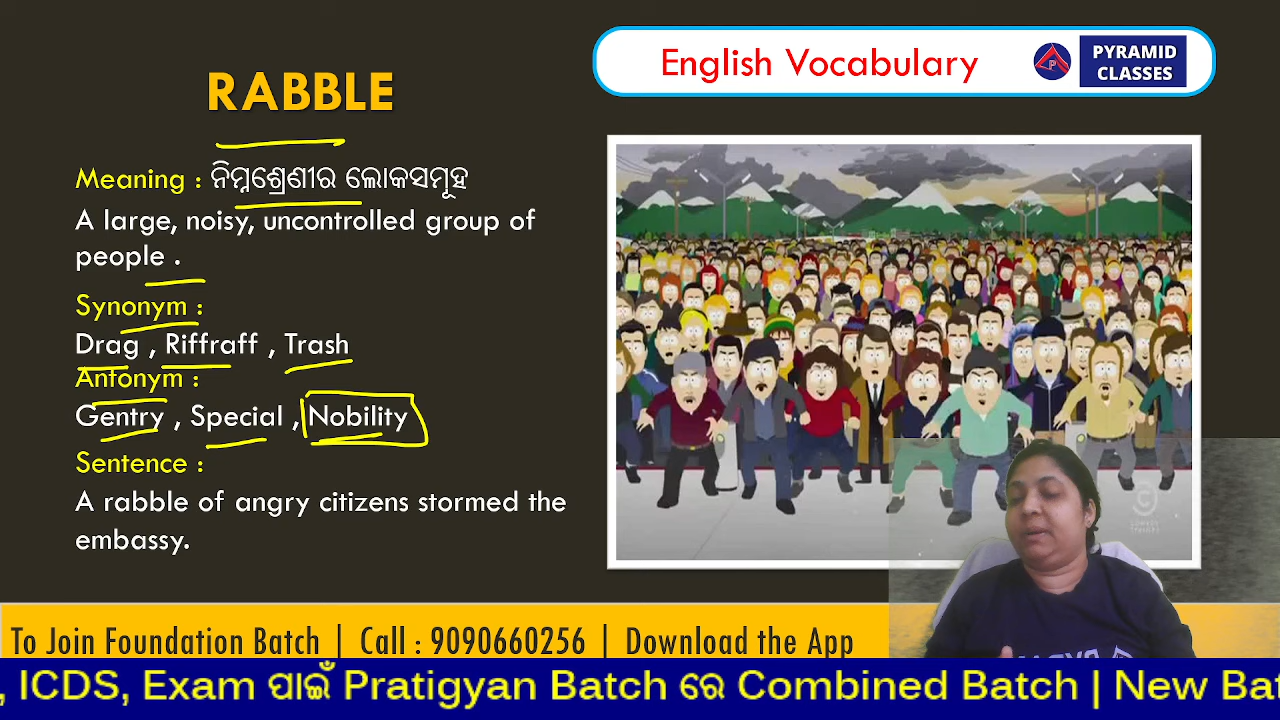 RABBLE
English Vocabulary
PYRAMID
CLASSES
Meaning : ନିମ୍ନଶ୍ରେଣୀର ଲୋକସମୂହ
A large, noisy, uncontrolled group of
people .
Synonym :
Drag , Riffraff , Trash
Antonym :
Gentry , Special , Nobility
Sentence :
A rabble of angry citizens stormed the
embassy.
To Join Foundation Batch | Call : 9090660256 | Download the App
, ICDS, Exam ପାଇଁ Pratigyan Batch ରେ Combined Batch | New Bat